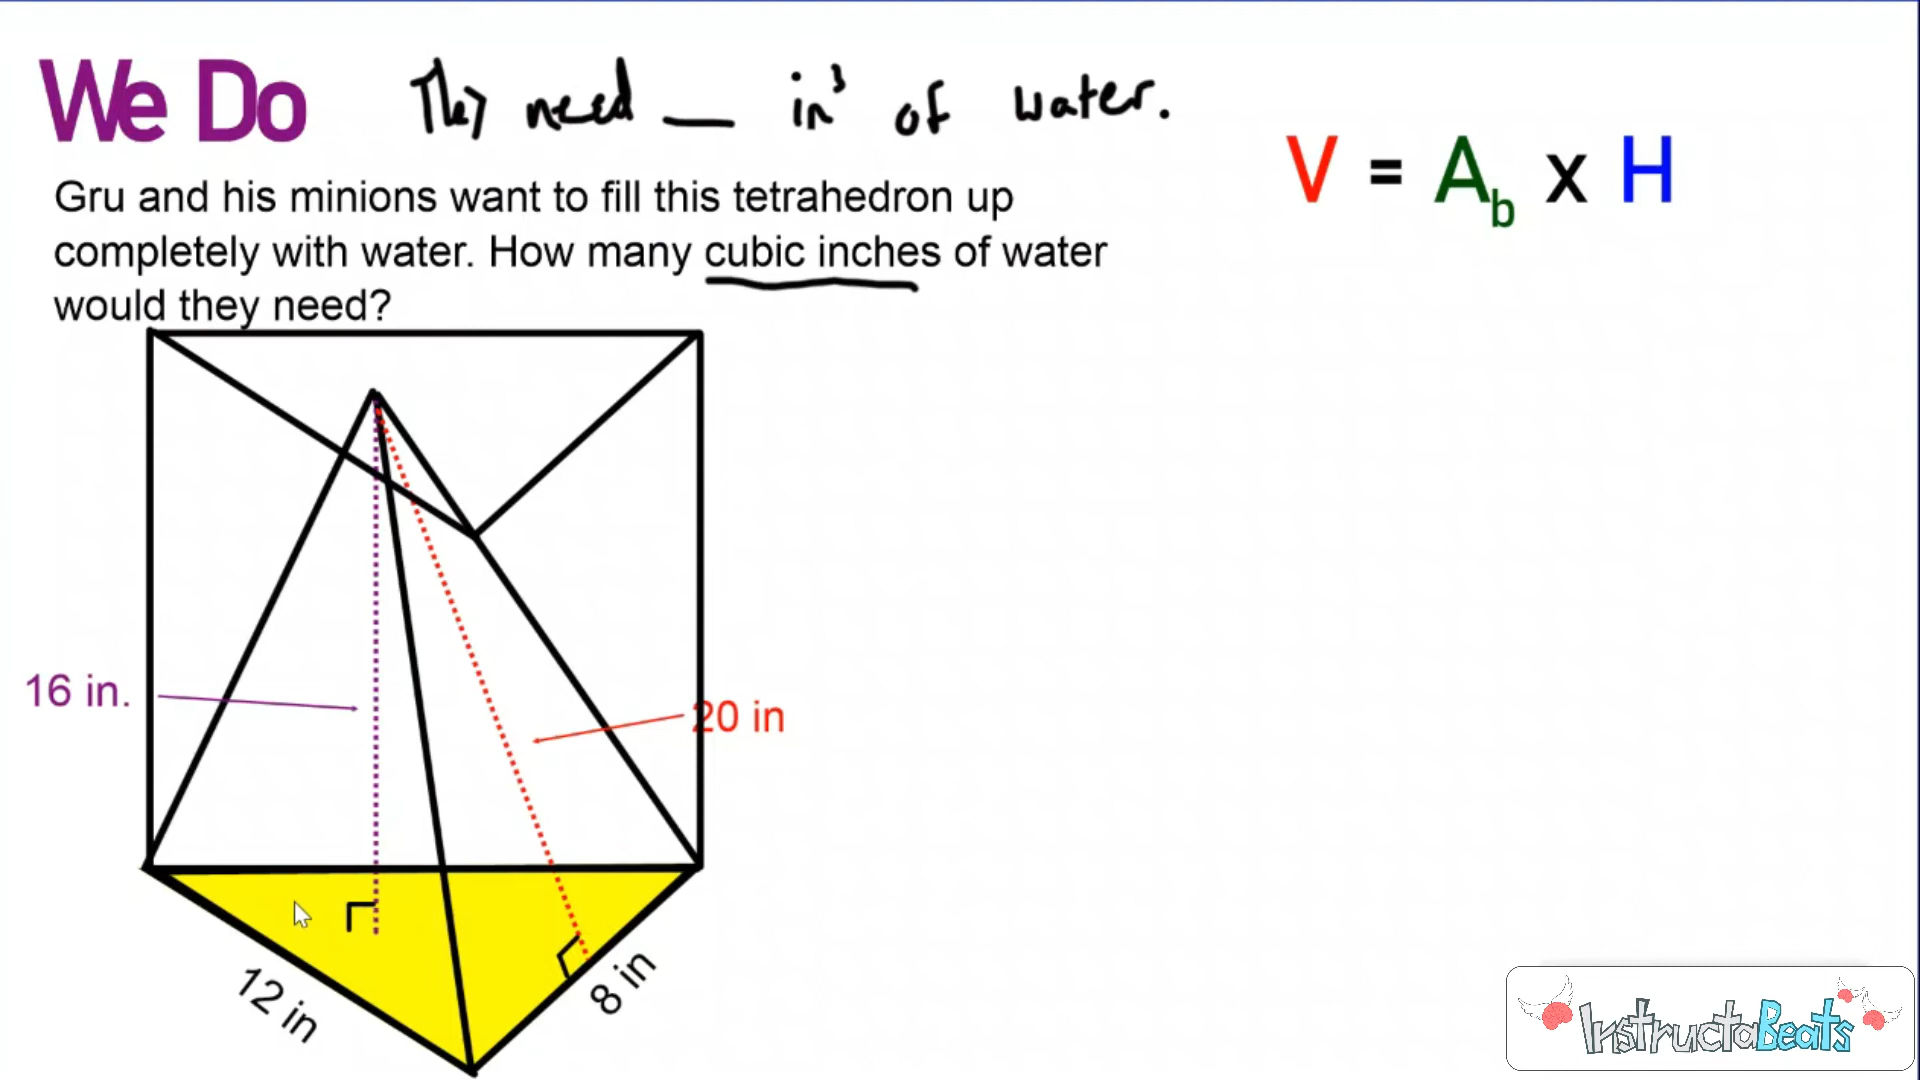 We Do
They need __ in³ of water.
V = A_b x H
Gru and his minions want to fill this tetrahedron up
completely with water. How many cubic inches of water
would they need?
16 in.
20 in
12 in
8 in
InstructaBeats